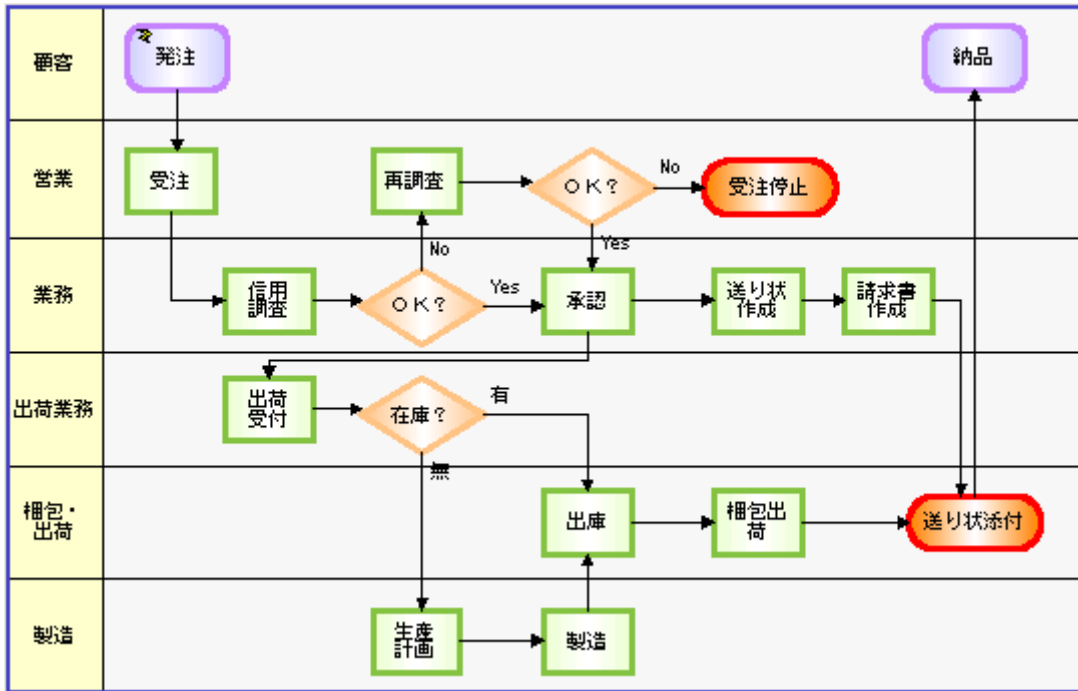 顧客
発注
納品
営業
受注
再調査
OK?
No
受注停止
Yes
業務
信用
調査
OK?
No
Yes
承認
送り状
作成
請求書
作成
出荷業務
出荷
受付
在庫?
有
無
梱包・
出荷
出庫
梱包出
荷
送り状添付
製造
生産
計画
製造